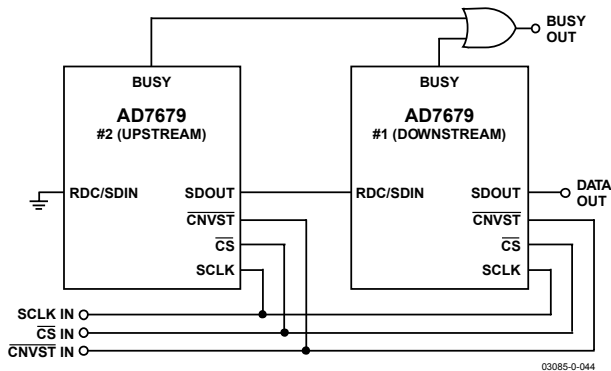 BUSY
OUT
BUSY
BUSY
AD7679
#2 (UPSTREAM)
AD7679
#1 (DOWNSTREAM)
RDC/SDIN
SDOUT
CNVST
CS
SCLK
RDC/SDIN
SDOUT
CNVST
CS
SCLK
DATA
OUT
SCLK IN
CS IN
CNVST IN
03085-0-044